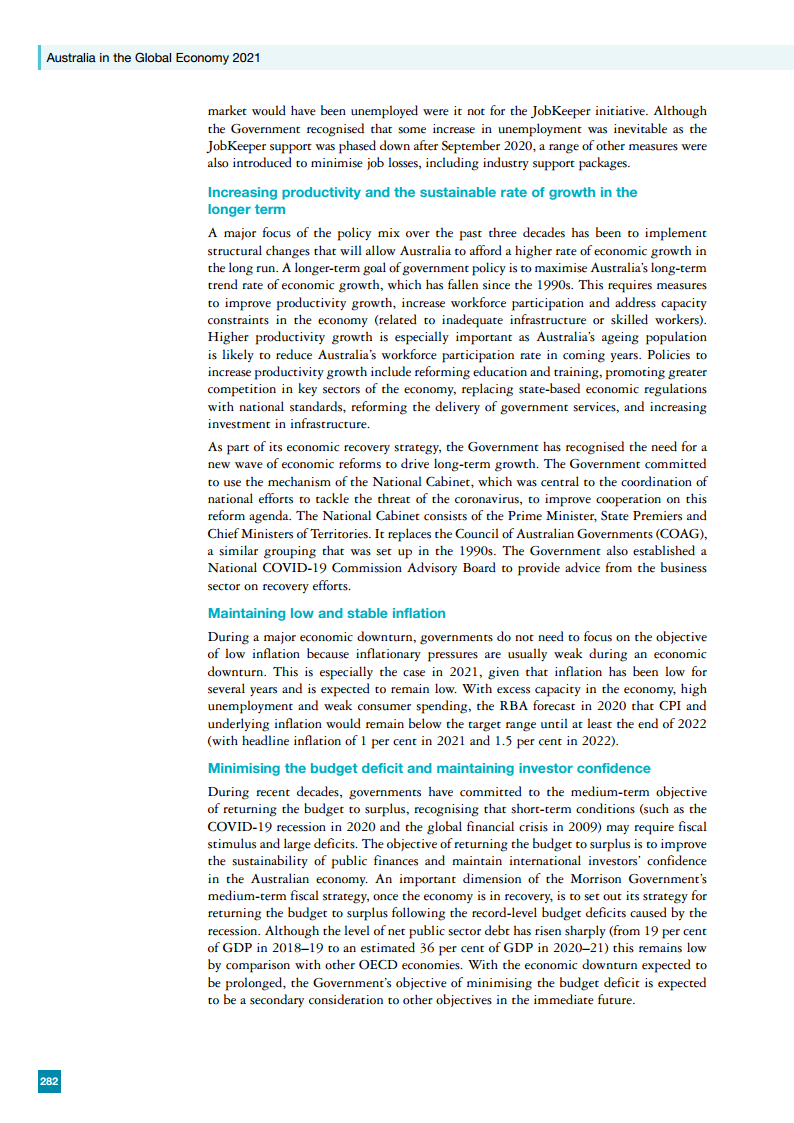 Australia in the Global Economy 2021
market would have been unemployed were it not for the JobKeeper initiative. Although
the Government recognised that some increase in unemployment was inevitable as the
JobKeeper support was phased down after September 2020, a range of other measures were
also introduced to minimise job losses, including industry support packages.
Increasing productivity and the sustainable rate of growth in the
longer term
A major focus of the policy mix over the past three decades has been to implement
structural changes that will allow Australia to afford a higher rate of economic growth in
the long run. A longer-term goal of government policy is to maximise Australia's long-term
trend rate of economic growth, which has fallen since the 1990s. This requires measures
to improve productivity growth, increase workforce participation and address capacity
constraints in the economy (related to inadequate infrastructure or skilled workers).
Higher productivity growth is especially important as Australia's ageing population
is likely to reduce Australia's workforce participation rate in coming years. Policies to
increase productivity growth include reforming education and training, promoting greater
competition in key sectors of the economy, replacing state-based economic regulations
with national standards, reforming the delivery of government services, and increasing
investment in infrastructure.
As part of its economic recovery strategy, the Government has recognised the need for a
new wave of economic reforms to drive long-term growth. The Government committed
to use the mechanism of the National Cabinet, which was central to the coordination of
national efforts to tackle the threat of the coronavirus, to improve cooperation on this
reform agenda. The National Cabinet consists of the Prime Minister, State Premiers and
Chief Ministers of Territories. It replaces the Council of Australian Governments (COAG),
a similar grouping that was set up in the 1990s. The Government also established a
National COVID-19 Commission Advisory Board to provide advice from the business
sector on recovery efforts.
Maintaining low and stable inflation
During a major economic downturn, governments do not need to focus on the objective
of low inflation because inflationary pressures are usually weak during an economic
downturn. This is especially the case in 2021, given that inflation has been low for
several years and is expected to remain low. With excess capacity in the economy, high
unemployment and weak consumer spending, the RBA forecast in 2020 that CPI and
underlying inflation would remain below the target range until at least the end of 2022
(with headline inflation of 1 per cent in 2021 and 1.5 per cent in 2022).
Minimising the budget deficit and maintaining investor confidence
During recent decades, governments have committed to the medium-term objective
of returning the budget to surplus, recognising that short-term conditions (such as the
COVID-19 recession in 2020 and the global financial crisis in 2009) may require fiscal
stimulus and large deficits. The objective of returning the budget to surplus is to improve
the sustainability of public finances and maintain international investors' confidence
in the Australian economy. An important dimension of the Morrison Government's
medium-term fiscal strategy, once the economy is in recovery, is to set out its strategy for
returning the budget to surplus following the record-level budget deficits caused by the
recession. Although the level of net public sector debt has risen sharply (from 19 per cent
of GDP in 2018–19 to an estimated 36 per cent of GDP in 2020–21) this remains low
by comparison with other OECD economies. With the economic downturn expected to
be prolonged, the Government's objective of minimising the budget deficit is expected
to be a secondary consideration to other objectives in the immediate future.
282